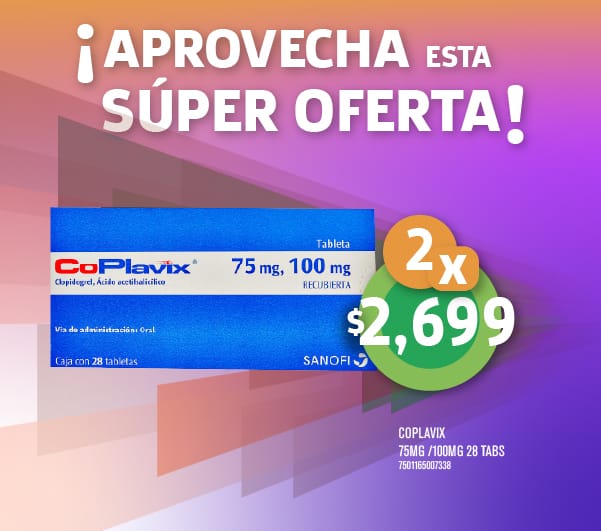 ¡APROVECHA ESTA
SÚPER OFERTA!
Tableta
CoPlavix® 75 mg, 100 mg
Clopidogrel, Ácido acetilsalicílico RECUBIERTA
Vía de administración: Oral
Caja con 28 tabletas SANOFI
2x
$2,699
COPLAVIX
75MG /100MG 28 TABS
7501165007338